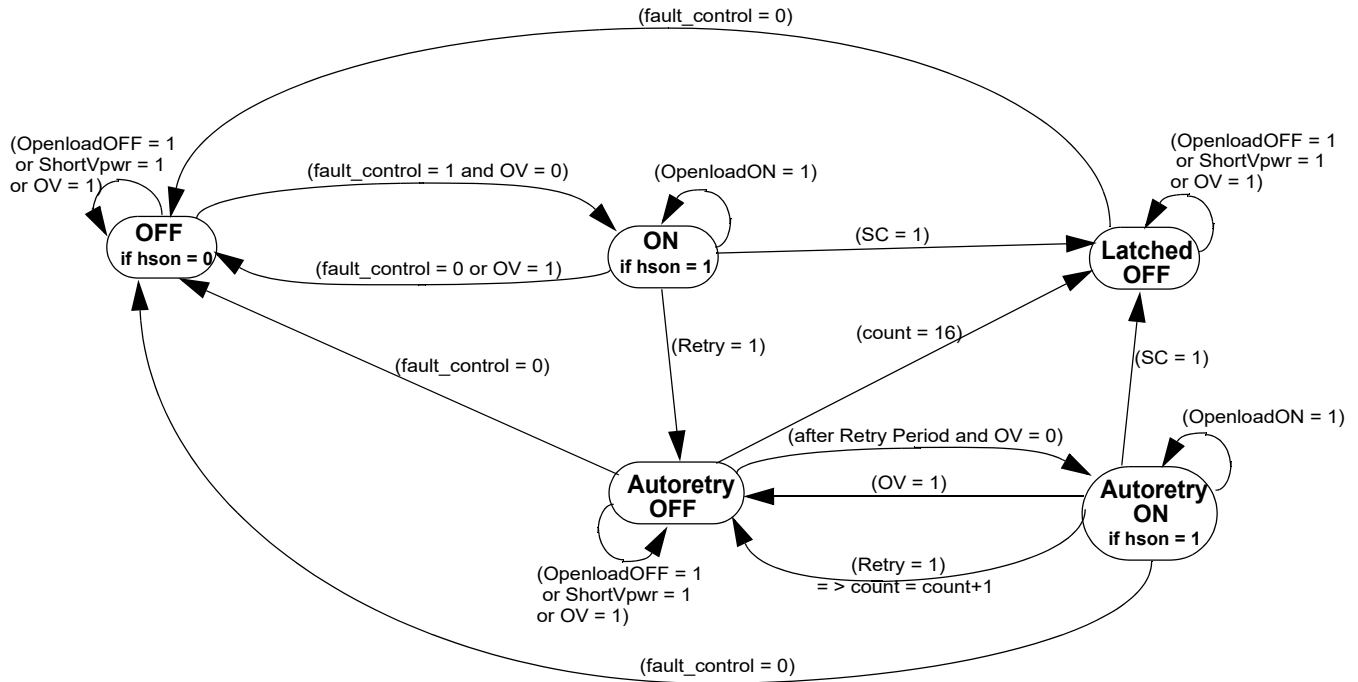 (fault_control = 0)
(OpenloadOFF = 1
or ShortVpwr = 1
or OV = 1)
(fault_control = 1 and OV = 0)
(OpenloadON = 1)
(OpenloadOFF = 1
or ShortVpwr = 1
or OV = 1)
OFF
if hson = 0
ON
if hson = 1
(SC = 1)
Latched
OFF
(fault_control = 0 or OV = 1)
(Retry = 1)
(count = 16)
(fault_control = 0)
(SC = 1)
(OpenloadON = 1)
(after Retry Period and OV = 0)
Autoretry
OFF
(OV = 1)
Autoretry
ON
if hson = 1
(OpenloadOFF = 1
or ShortVpwr = 1
or OV = 1)
(Retry = 1)
= > count = count+1
(fault_control = 0)